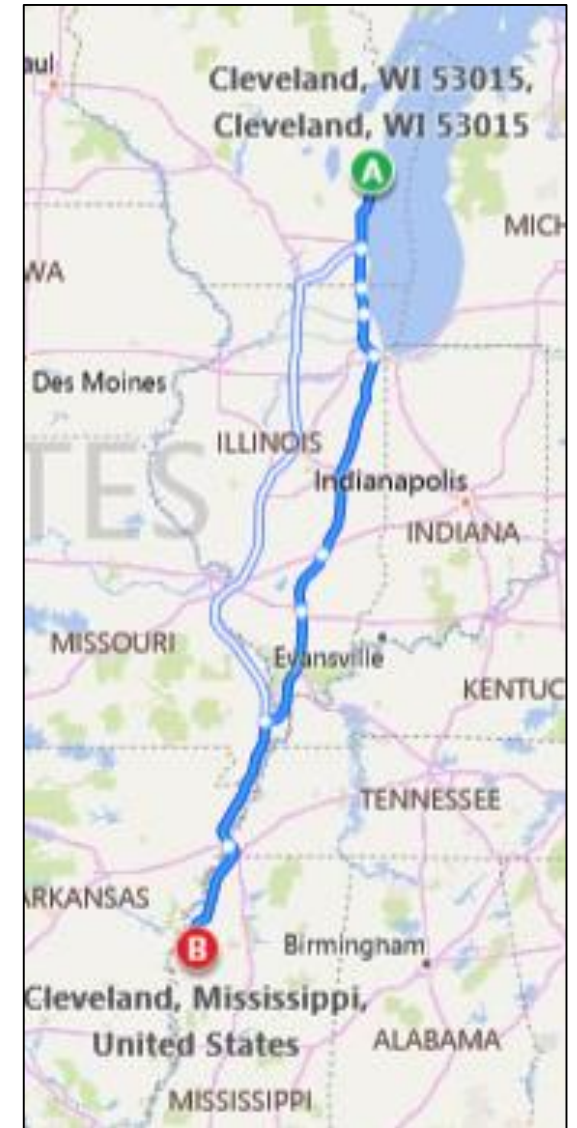 aul
Cleveland, WI 53015,
Cleveland, WI 53015
A
MICH
WA
Des Moines
ILLINOIS
TES
Indianapolis
INDIANA
MISSOURI
Evansville
KENTUC
TENNESSEE
ARKANSAS
B
Birmingham
Cleveland, Mississippi,
United States
ALABAMA
MISSISSIPPI